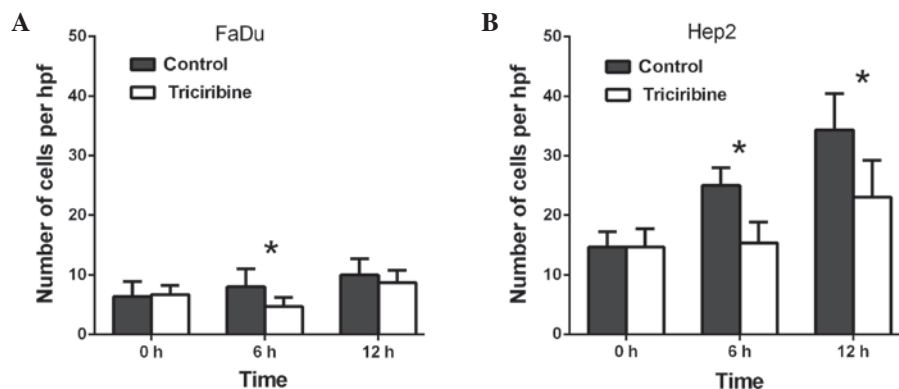 A
FaDu
Control
Triciribine
Number of cells per hpf
50
40
30
20
10
0
0 h
6 h
12 h
Time
*
B
Hep2
Control
Triciribine
Number of cells per hpf
50
40
30
20
10
0
0 h
6 h
12 h
Time
*
*